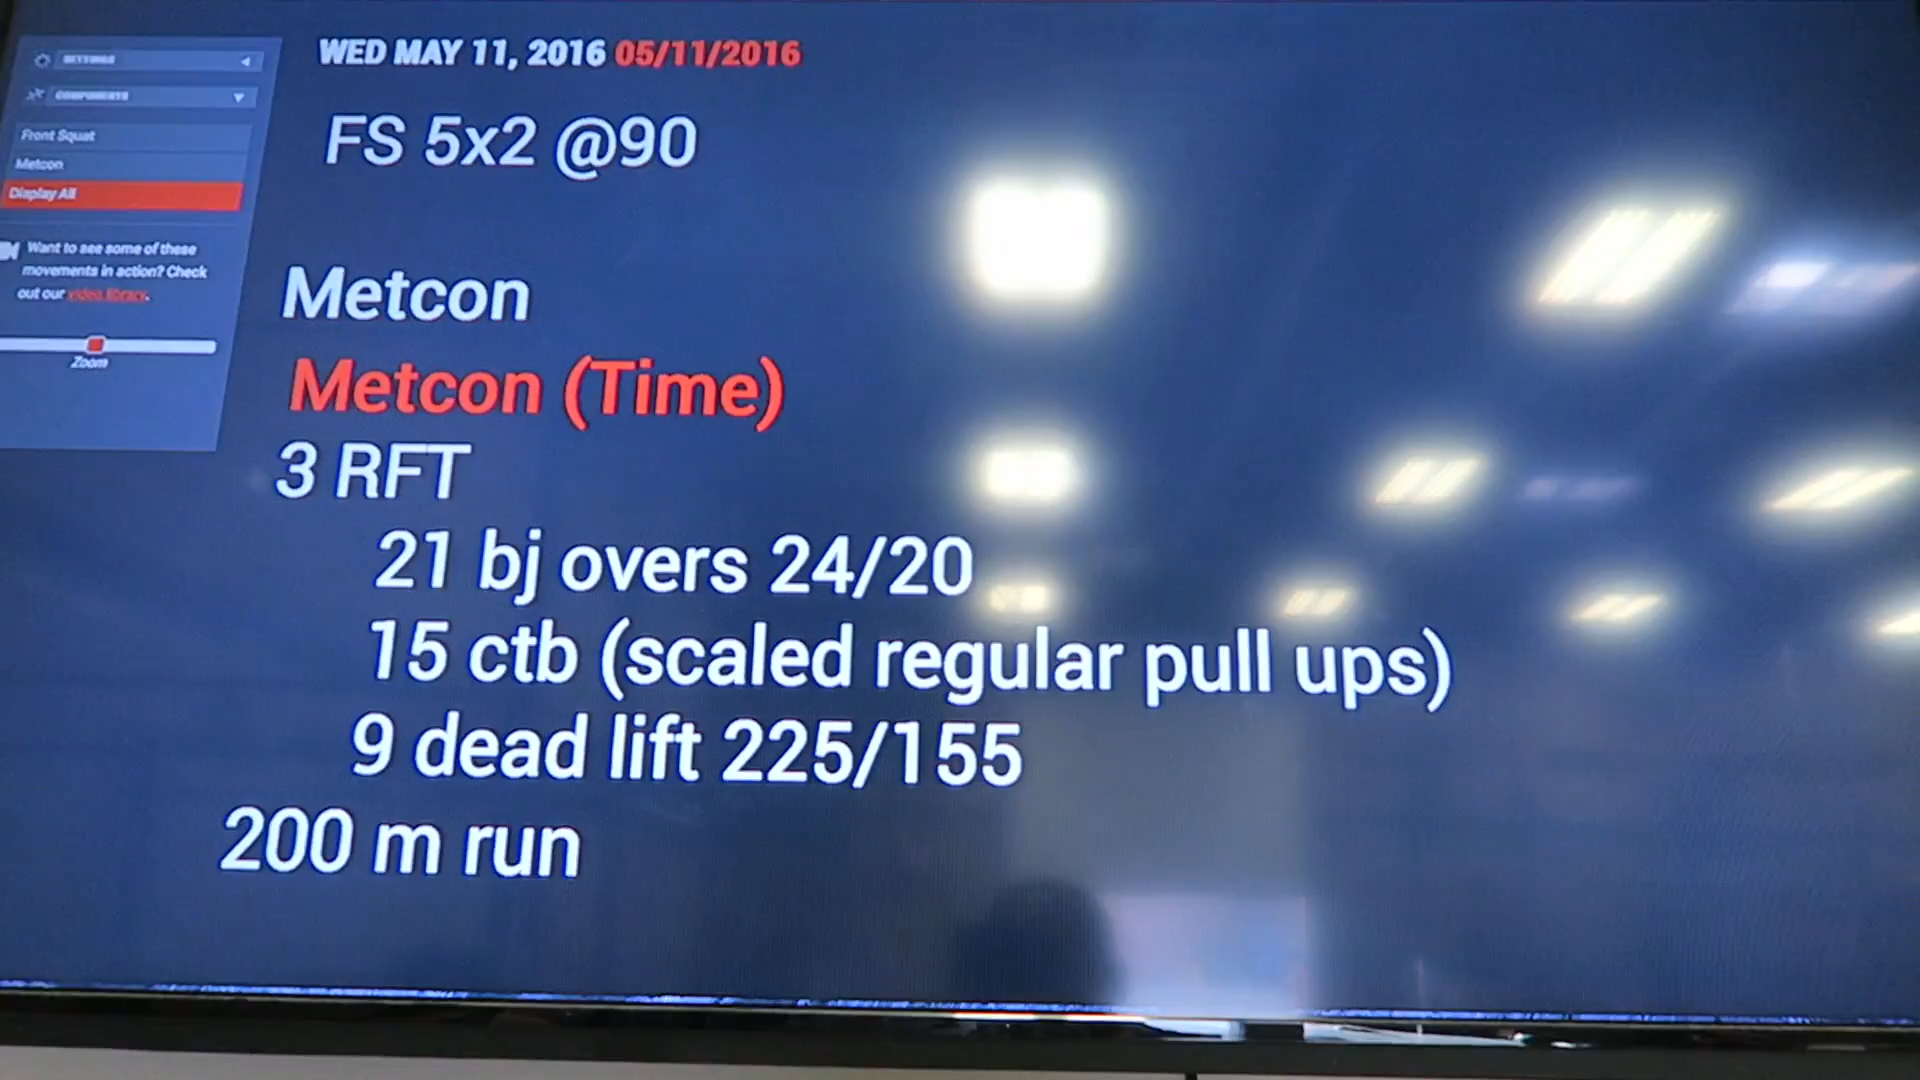 SETTINGS
COMPONENTS
Front Squat
Metcon
Display All
Want to see some of these
movements in action? Check
out our video library.
Zoom
WED MAY 11, 2016 05/11/2016
FS 5x2 @90
Metcon
Metcon (Time)
3 RFT
21 bj overs 24/20
15 ctb (scaled regular pull ups)
9 dead lift 225/155
200 m run